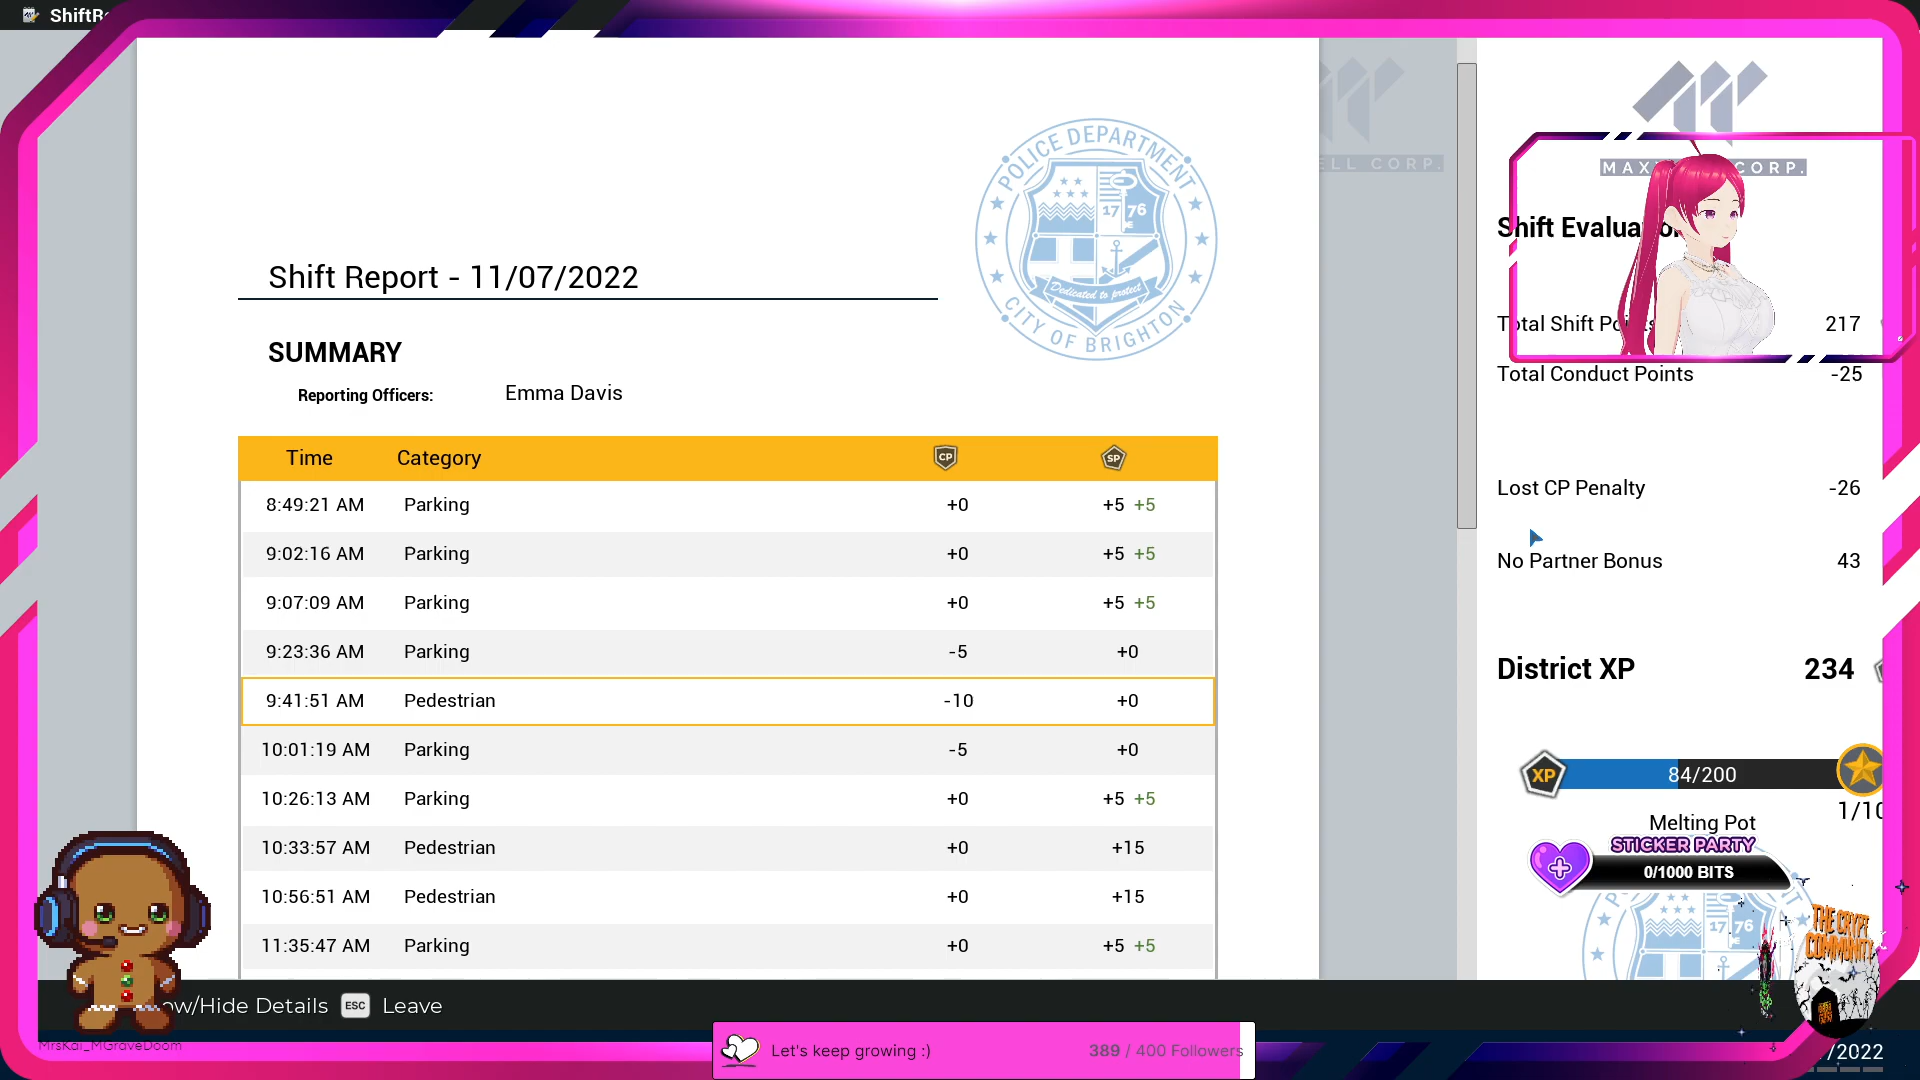 ShiftR
POLICE DEPARTMENT
17 76
Dedicated to protect
CITY OF BRIGHTON
Shift Report - 11/07/2022
SUMMARY
Reporting Officers: Emma Davis
Time Category CP SP
8:49:21 AM Parking +0 +5 +5
9:02:16 AM Parking +0 +5 +5
9:07:09 AM Parking +0 +5 +5
9:23:36 AM Parking -5 +0
9:41:51 AM Pedestrian -10 +0
10:01:19 AM Parking -5 +0
10:26:13 AM Parking +0 +5 +5
10:33:57 AM Pedestrian +0 +15
10:56:51 AM Pedestrian +0 +15
11:35:47 AM Parking +0 +5 +5
ELL CORP.
MAX CORP.
Shift Evalua on
Total Shift Points 217
Total Conduct Points -25
Lost CP Penalty -26
No Partner Bonus 43
District XP 234
XP 84/200
1/10
Melting Pot
STICKER PARTY
0/1000 BITS
17 76
THE CRYPT
COMMUNITY
ow/Hide Details ESC Leave
MrsKai_MGraveDoom
Let's keep growing :) 389 / 400 Followers
/2022